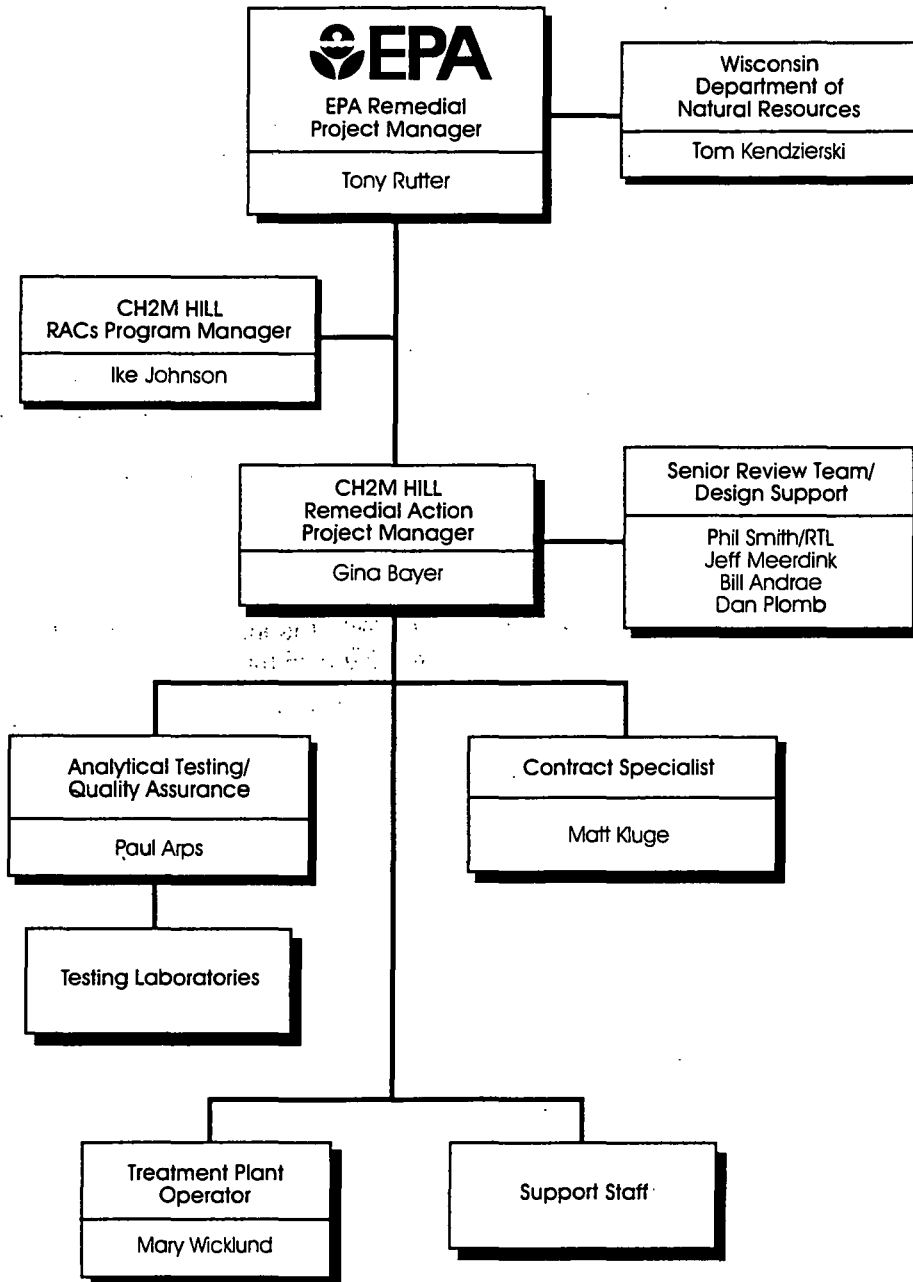 EPA
EPA Remedial
Project Manager
Tony Rutter
Wisconsin
Department of
Natural Resources
Tom Kendzierski
CH2M HILL
RACs Program Manager
Ike Johnson
CH2M HILL
Remedial Action
Project Manager
Gina Bayer
Senior Review Team/
Design Support
Phil Smith/RTL
Jeff Meerdink
Bill Andrae
Dan Plomb
Analytical Testing/
Quality Assurance
Paul Arps
Contract Specialist
Matt Kluge
Testing Laboratories
Treatment Plant
Operator
Mary Wicklund
Support Staff